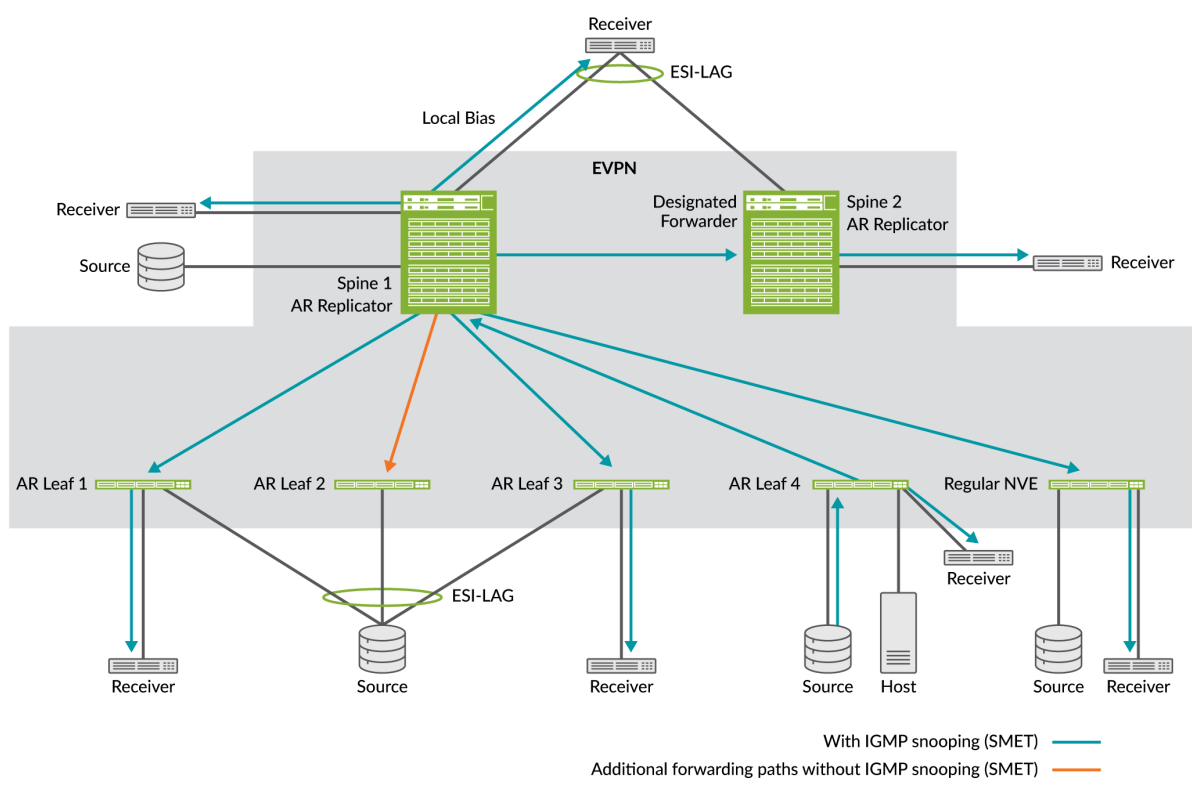 Receiver
ESI-LAG
Local Bias
EVPN
Receiver
Designated
Forwarder
Spine 2
AR Replicator
Source
Receiver
Spine 1
AR Replicator
AR Leaf 1
AR Leaf 2
AR Leaf 3
AR Leaf 4
Regular NVE
Receiver
ESI-LAG
Receiver
Source
Receiver
Source
Host
Source
Receiver
With IGMP snooping (SMET)
Additional forwarding paths without IGMP snooping (SMET)